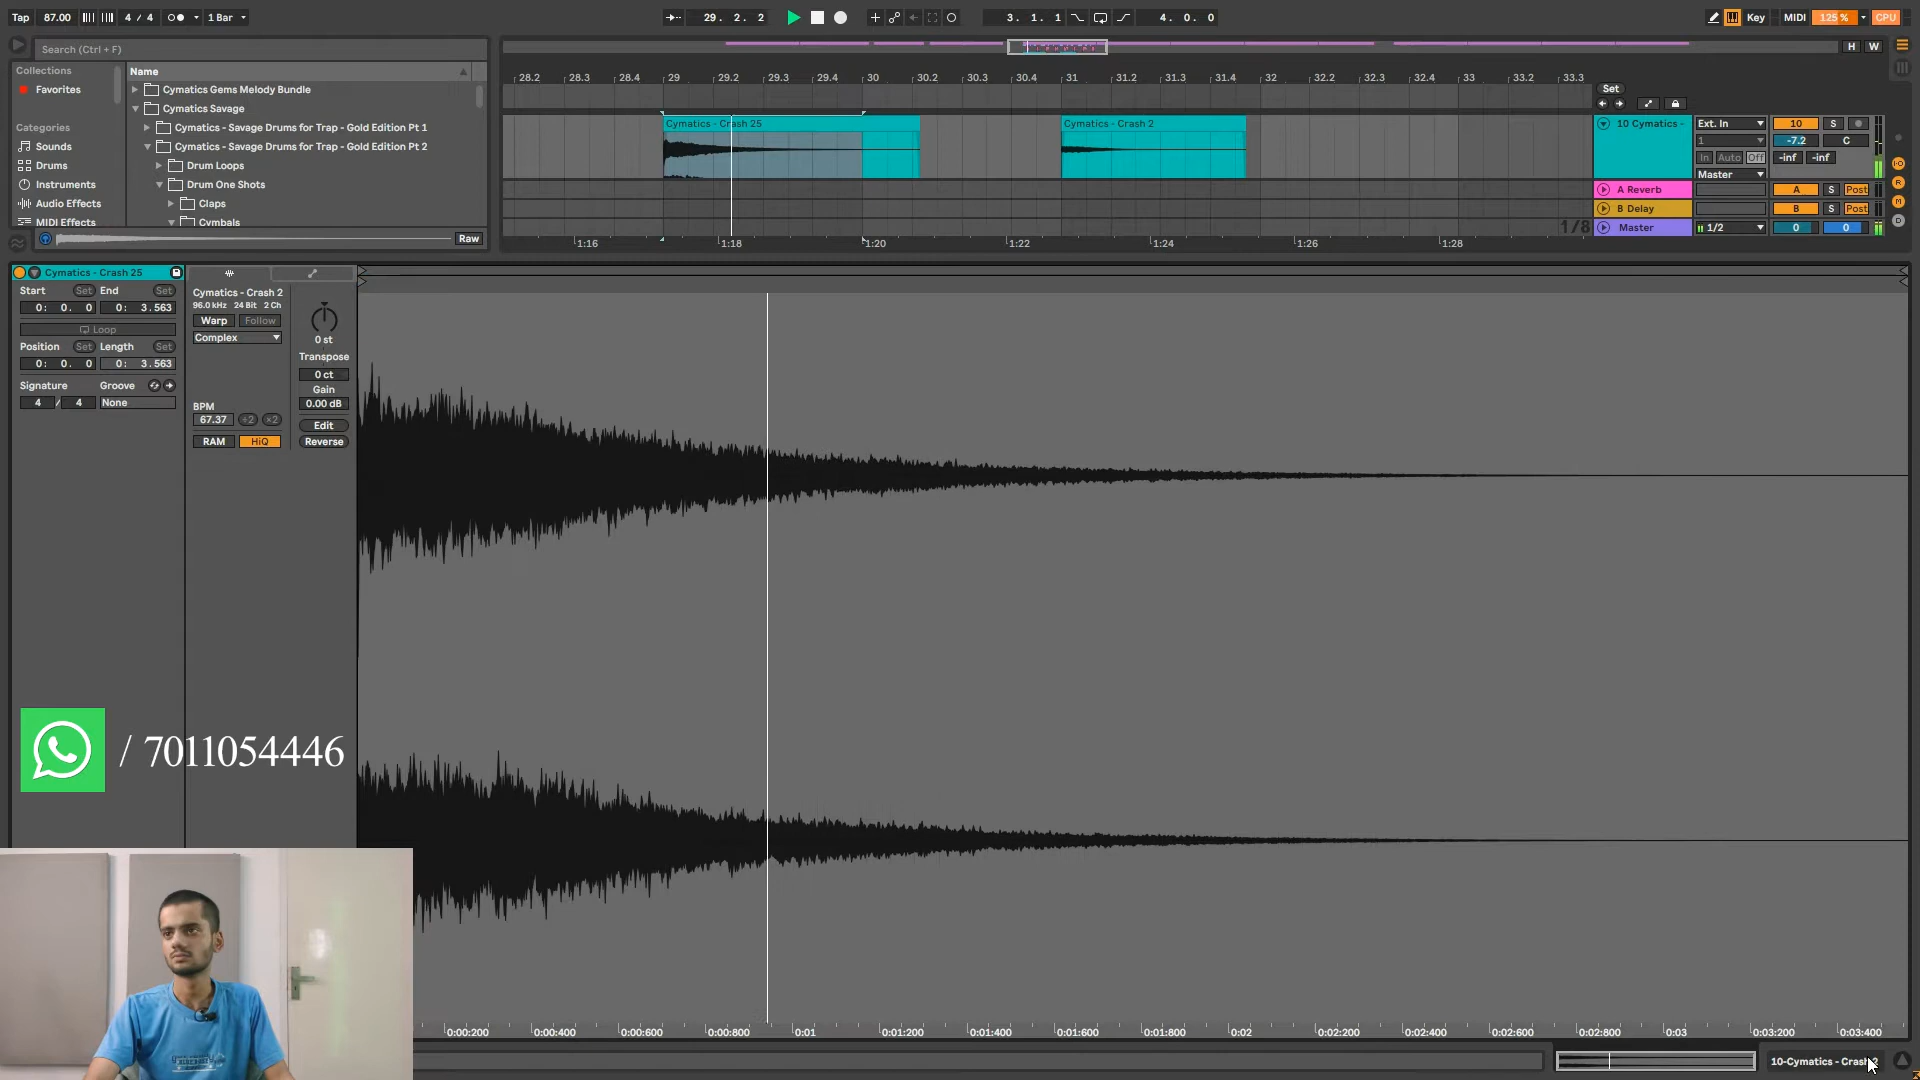 Tap 87.00 4 / 4 1 Bar 29. 2. 2 3. 1. 1 4. 0. 0 Key MIDI 125 % CPU
Search (Ctrl + F) H W
Collections Name
Favorites Cymatics Gems Melody Bundle
Cymatics Savage
Categories Cymatics - Savage Drums for Trap - Gold Edition Pt 1
Sounds Cymatics - Savage Drums for Trap - Gold Edition Pt 2
Drums Drum Loops
Instruments Drum One Shots
Audio Effects Claps
MIDI Effects Cymbals
Raw
28.2 28.3 28.4 29 29.2 29.3 29.4 30 30.2 30.3 30.4 31 31.2 31.3 31.4 32 32.2 32.3 32.4 33 33.2 33.3
Set
Cymatics - Crash 25 Cymatics - Crash 2
10 Cymatics - Ext. In 10 S
1 -7.2 C
In Auto Off -inf -inf
Master
A Reverb A S Post
B Delay B S Post
1/8 Master 1/2 0 0
1:16 1:18 1:20 1:22 1:24 1:26 1:28
Cymatics - Crash 25
Start Set End Set
0: 0. 0 0: 3.563
Loop
Position Set Length Set
0: 0. 0 0: 3.563
Signature Groove
4 / 4 None
Cymatics - Crash 2
96.0 kHz 24 Bit 2 Ch
Warp Follow
Complex
BPM
67.37 ÷2 ×2
RAM HiQ
0 st
Transpose
0 ct
Gain
0.00 dB
Edit
Reverse
/ 7011054446
0:00:200 0:00:400 0:00:600 0:00:800 0:01 0:01:200 0:01:400 0:01:600 0:01:800 0:02 0:02:200 0:02:400 0:02:600 0:02:800 0:03 0:03:200 0:03:400
10-Cymatics - Crash 2